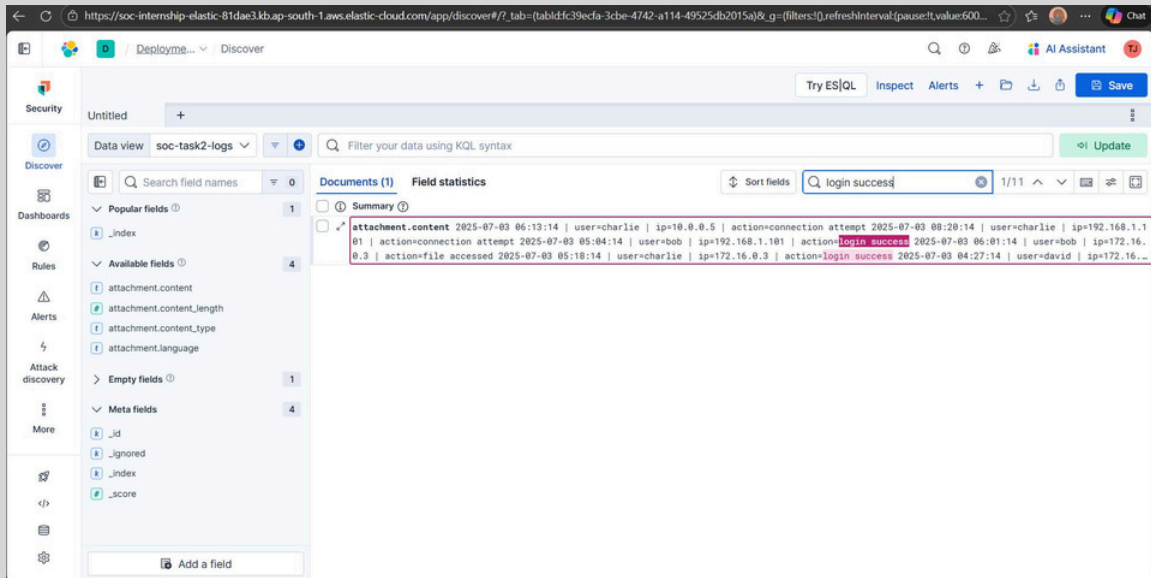 https://soc-internship-elastic-81dae3.kb.ap-south-1.aws.elastic-cloud.com/app/discover#/?_tab=(tabId:fc39ecfa-3cbe-4742-a114-49525db2015a)&_g=(filters:!(),refreshInterval:(pause:!t,value:600...
Chat
D / Deployme... / Discover
AI Assistant TJ
Try ES|QL Inspect Alerts + Save
Security
Untitled +
Data view soc-task2-logs Filter your data using KQL syntax Update
Discover
Search field names 0
Documents (1) Field statistics Sort fields login success 1/11
Popular fields 1
Summary
_index
attachment.content 2025-07-03 06:13:14 | user=charlie | ip=10.0.0.5 | action=connection attempt 2025-07-03 08:20:14 | user=charlie | ip=192.168.1.1
01 | action=connection attempt 2025-07-03 05:04:14 | user=bob | ip=192.168.1.101 | action=login success 2025-07-03 06:01:14 | user=bob | ip=172.16.
0.3 | action=file accessed 2025-07-03 05:18:14 | user=charlie | ip=172.16.0.3 | action=login success 2025-07-03 04:27:14 | user=david | ip=172.16....
Available fields 4
attachment.content
attachment.content_length
attachment.content_type
attachment.language
Empty fields 1
Meta fields 4
_id
_ignored
_index
_score
Add a field
Dashboards
Rules
Alerts
Attack
discovery
More